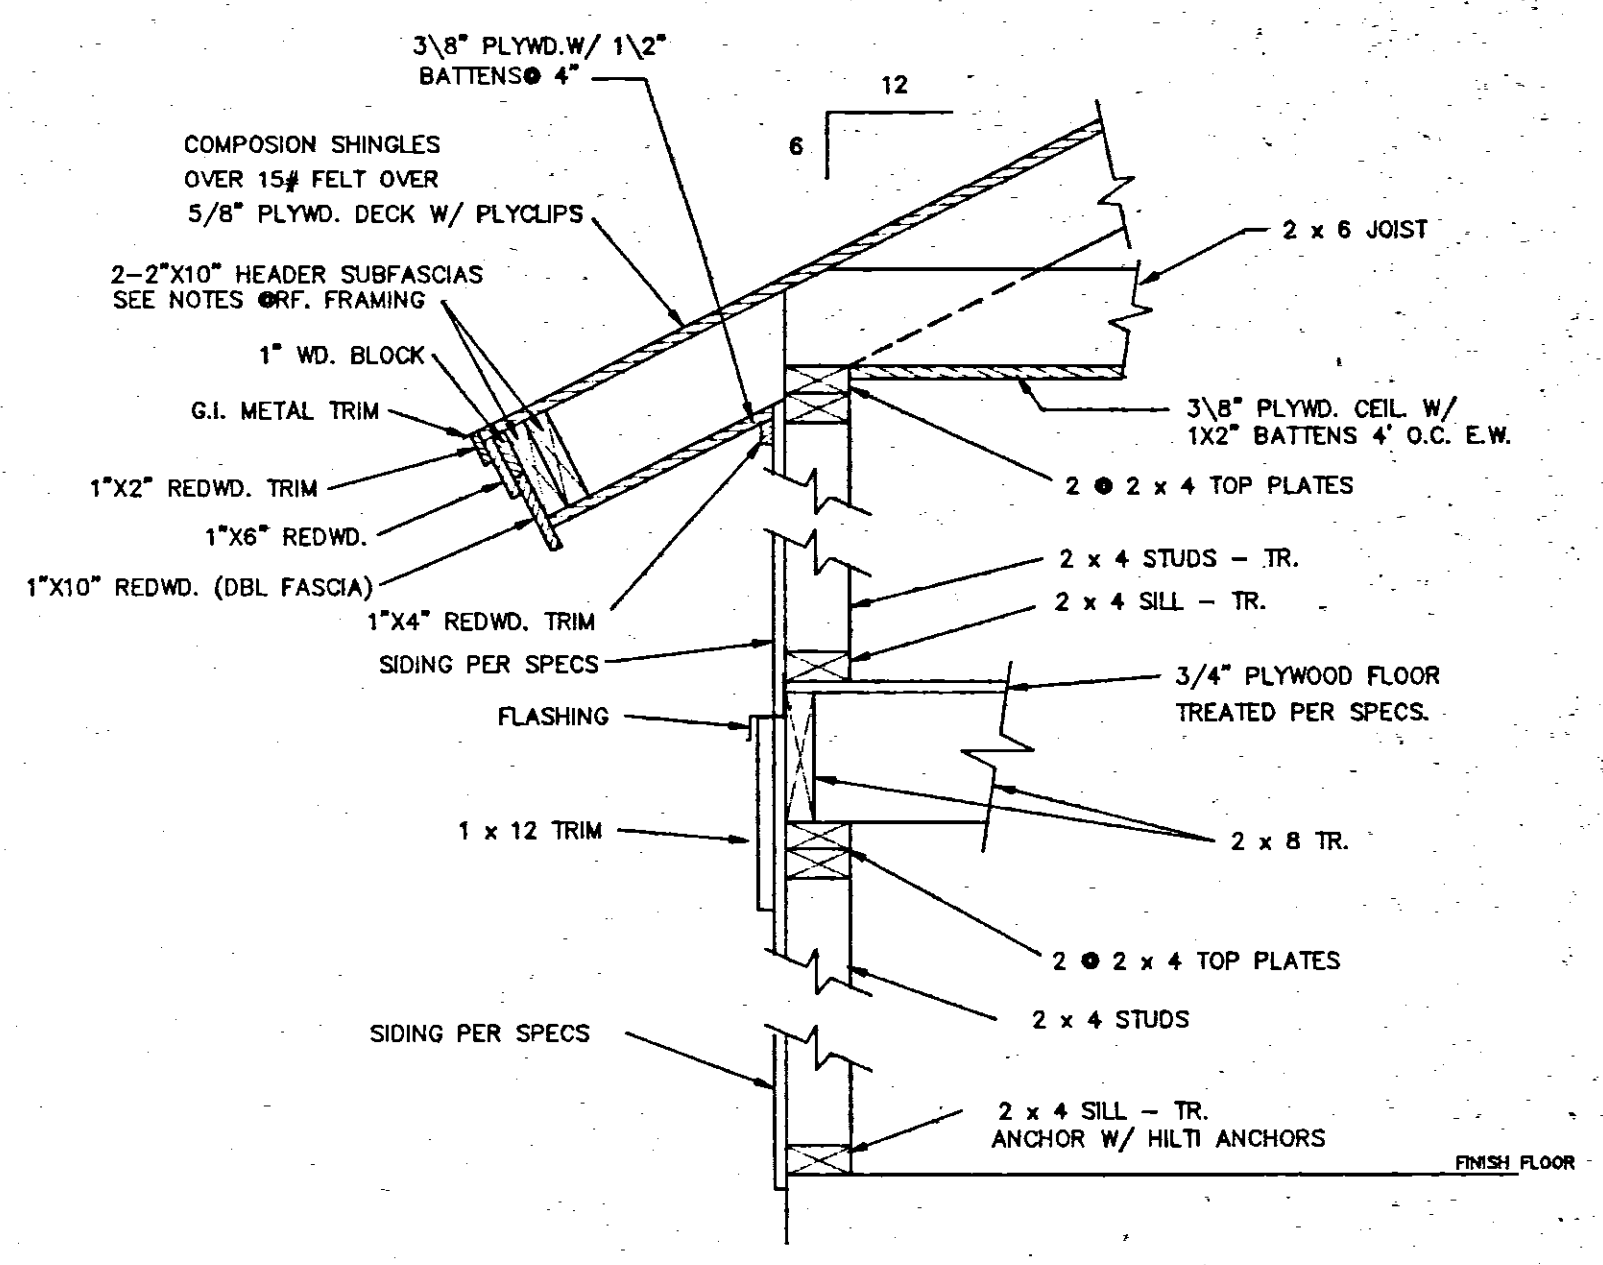 3\8" PLYWD.W/ 1\2"
BATTENS@ 4"
12
6
COMPOSION SHINGLES
OVER 15# FELT OVER
5/8" PLYWD. DECK W/ PLYCLIPS
2 x 6 JOIST
2-2"X10" HEADER SUBFASCIAS
SEE NOTES @RF. FRAMING
1" WD. BLOCK
G.I. METAL TRIM
3\8" PLYWD. CEIL. W/
1X2" BATTENS 4' O.C. E.W.
1"X2" REDWD. TRIM
2 @ 2 x 4 TOP PLATES
1"X6" REDWD.
1"X10" REDWD. (DBL FASCIA)
2 x 4 STUDS - TR.
2 x 4 SILL - TR.
1"X4" REDWD. TRIM
SIDING PER SPECS
3/4" PLYWOOD FLOOR
TREATED PER SPECS.
FLASHING
1 x 12 TRIM
2 x 8 TR.
2 @ 2 x 4 TOP PLATES
2 x 4 STUDS
SIDING PER SPECS
2 x 4 SILL - TR.
ANCHOR W/ HILTI ANCHORS
FINISH FLOOR